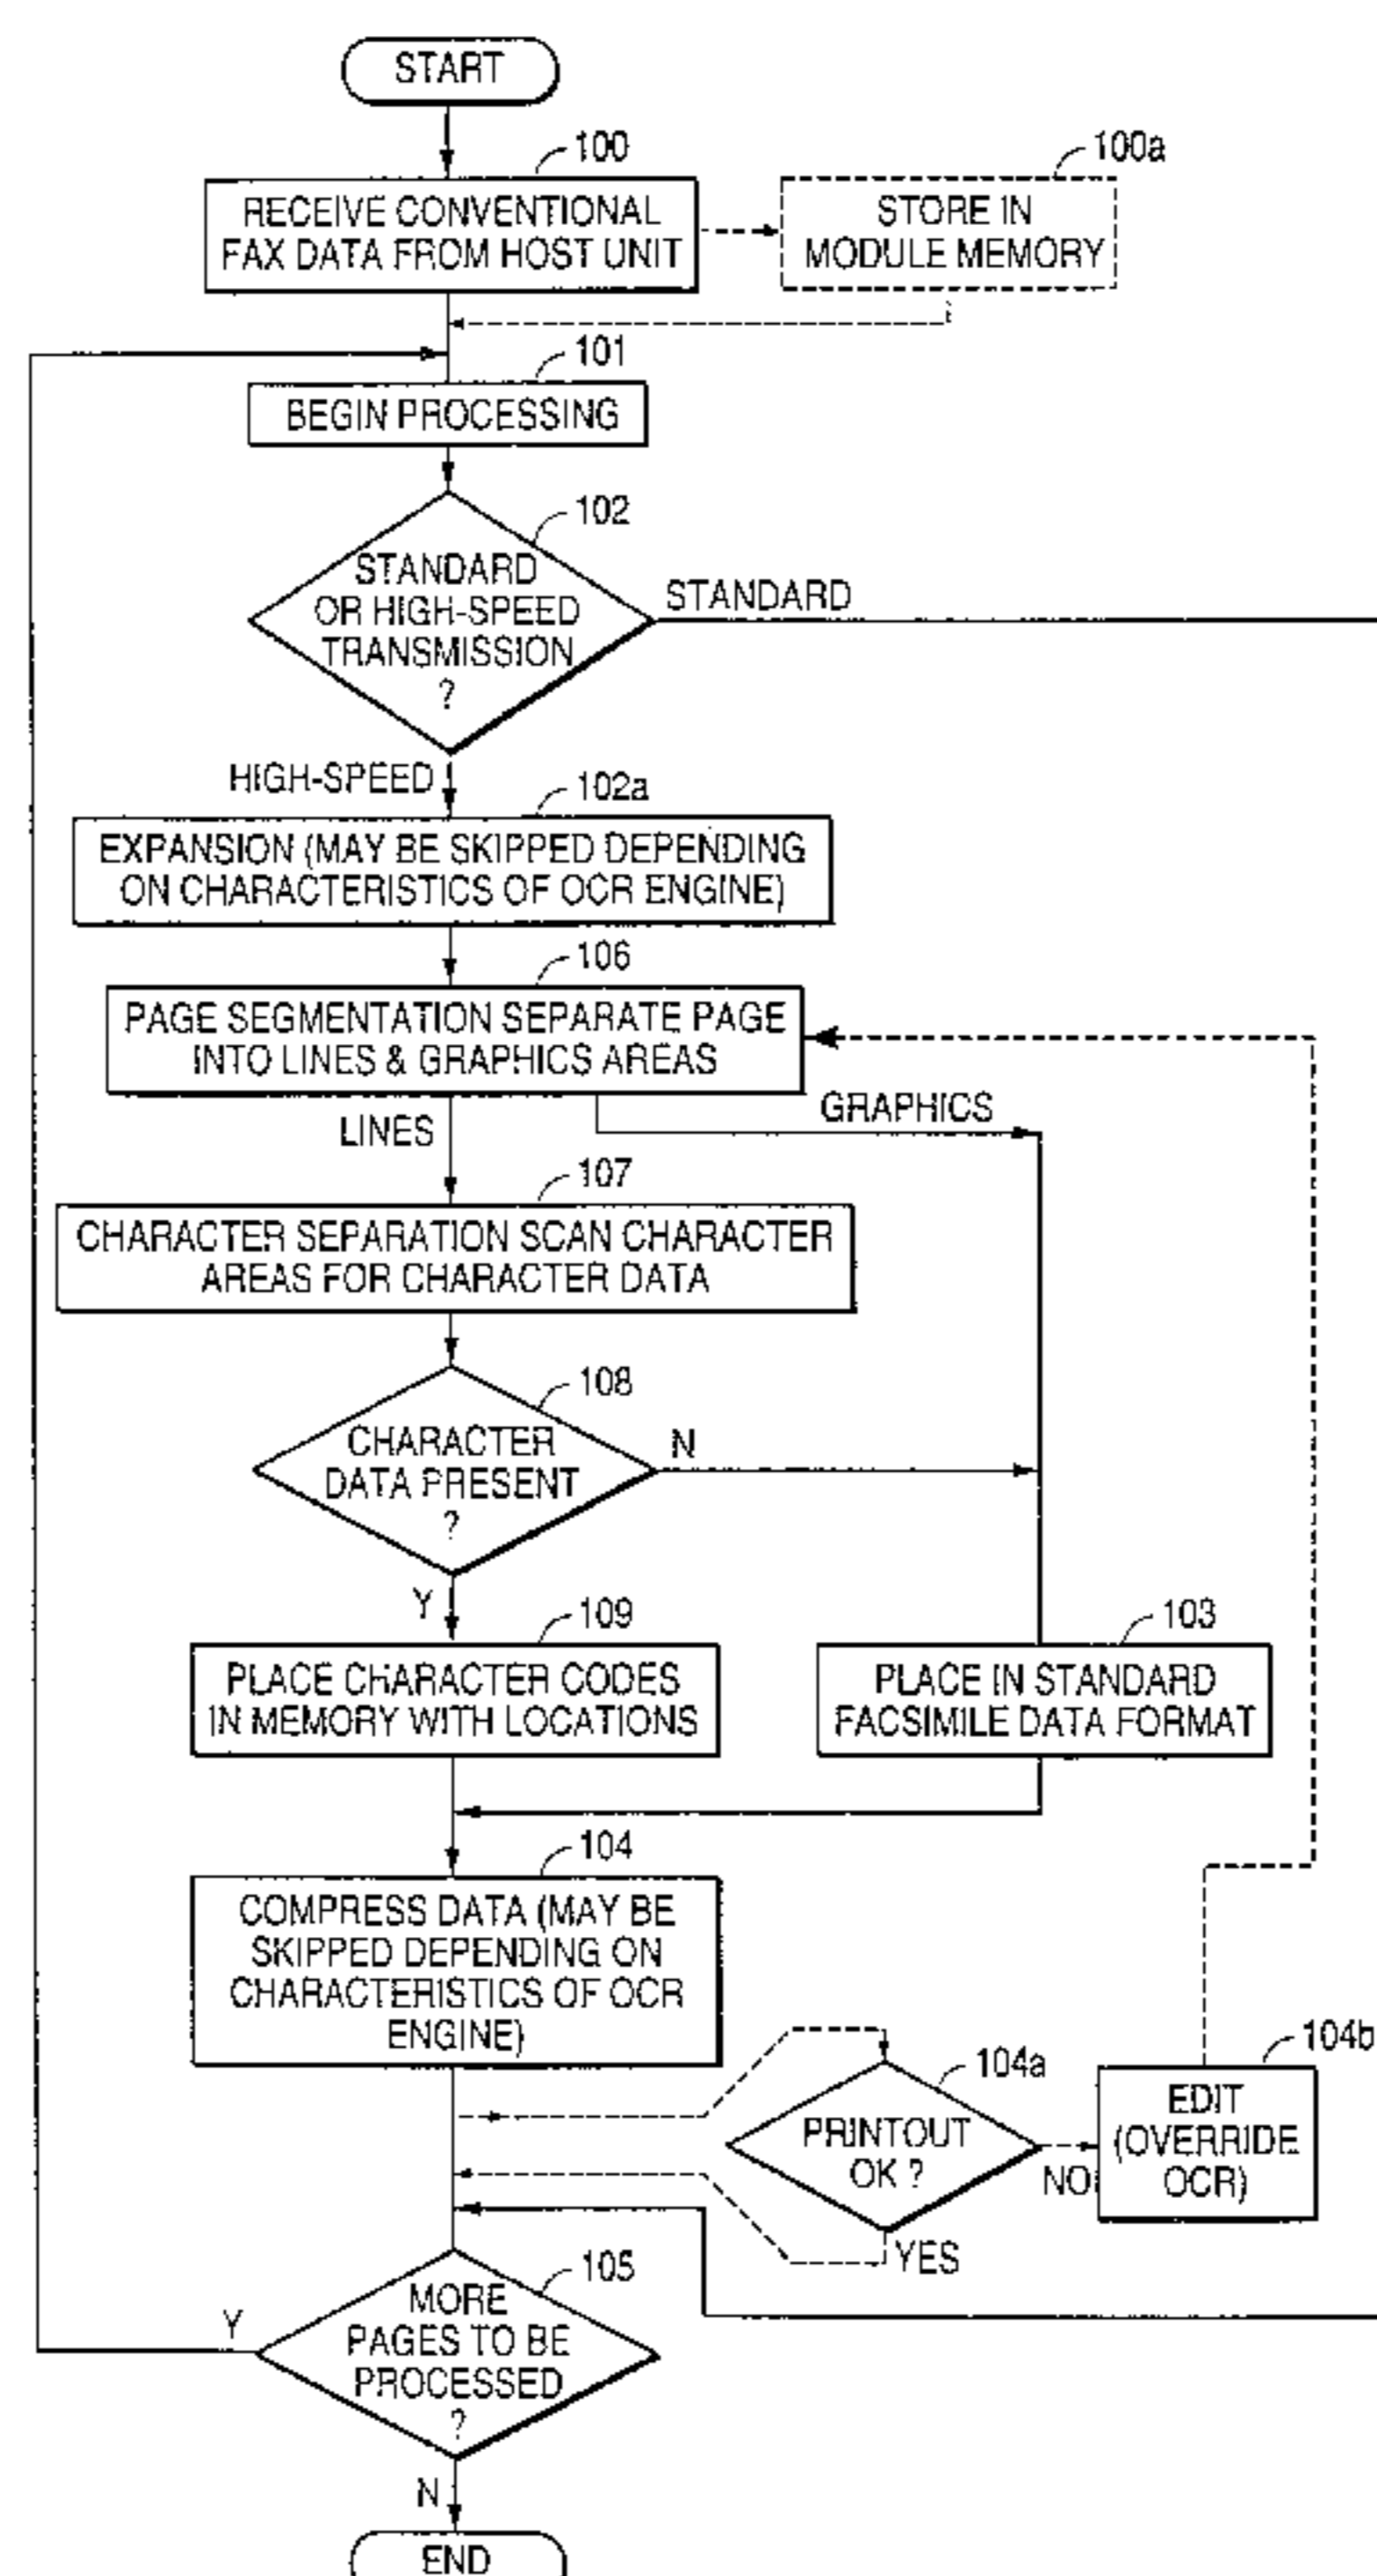 START
100
RECEIVE CONVENTIONAL
FAX DATA FROM HOST UNIT
100a
STORE IN
MODULE MEMORY
101
BEGIN PROCESSING
102
STANDARD
OR HIGH-SPEED
TRANSMISSION
?
STANDARD
HIGH-SPEED
102a
EXPANSION (MAY BE SKIPPED DEPENDING
ON CHARACTERISTICS OF OCR ENGINE)
106
PAGE SEGMENTATION SEPARATE PAGE
INTO LINES & GRAPHICS AREAS
LINES
GRAPHICS
107
CHARACTER SEPARATION SCAN CHARACTER
AREAS FOR CHARACTER DATA
108
CHARACTER
DATA PRESENT
?
N
Y
109
PLACE CHARACTER CODES
IN MEMORY WITH LOCATIONS
103
PLACE IN STANDARD
FACSIMILE DATA FORMAT
104
COMPRESS DATA (MAY BE
SKIPPED DEPENDING ON
CHARACTERISTICS OF OCR
ENGINE)
104a
PRINTOUT
OK ?
NO
YES
104b
EDIT
(OVERRIDE
OCR)
105
MORE
PAGES TO BE
PROCESSED
?
Y
N
END